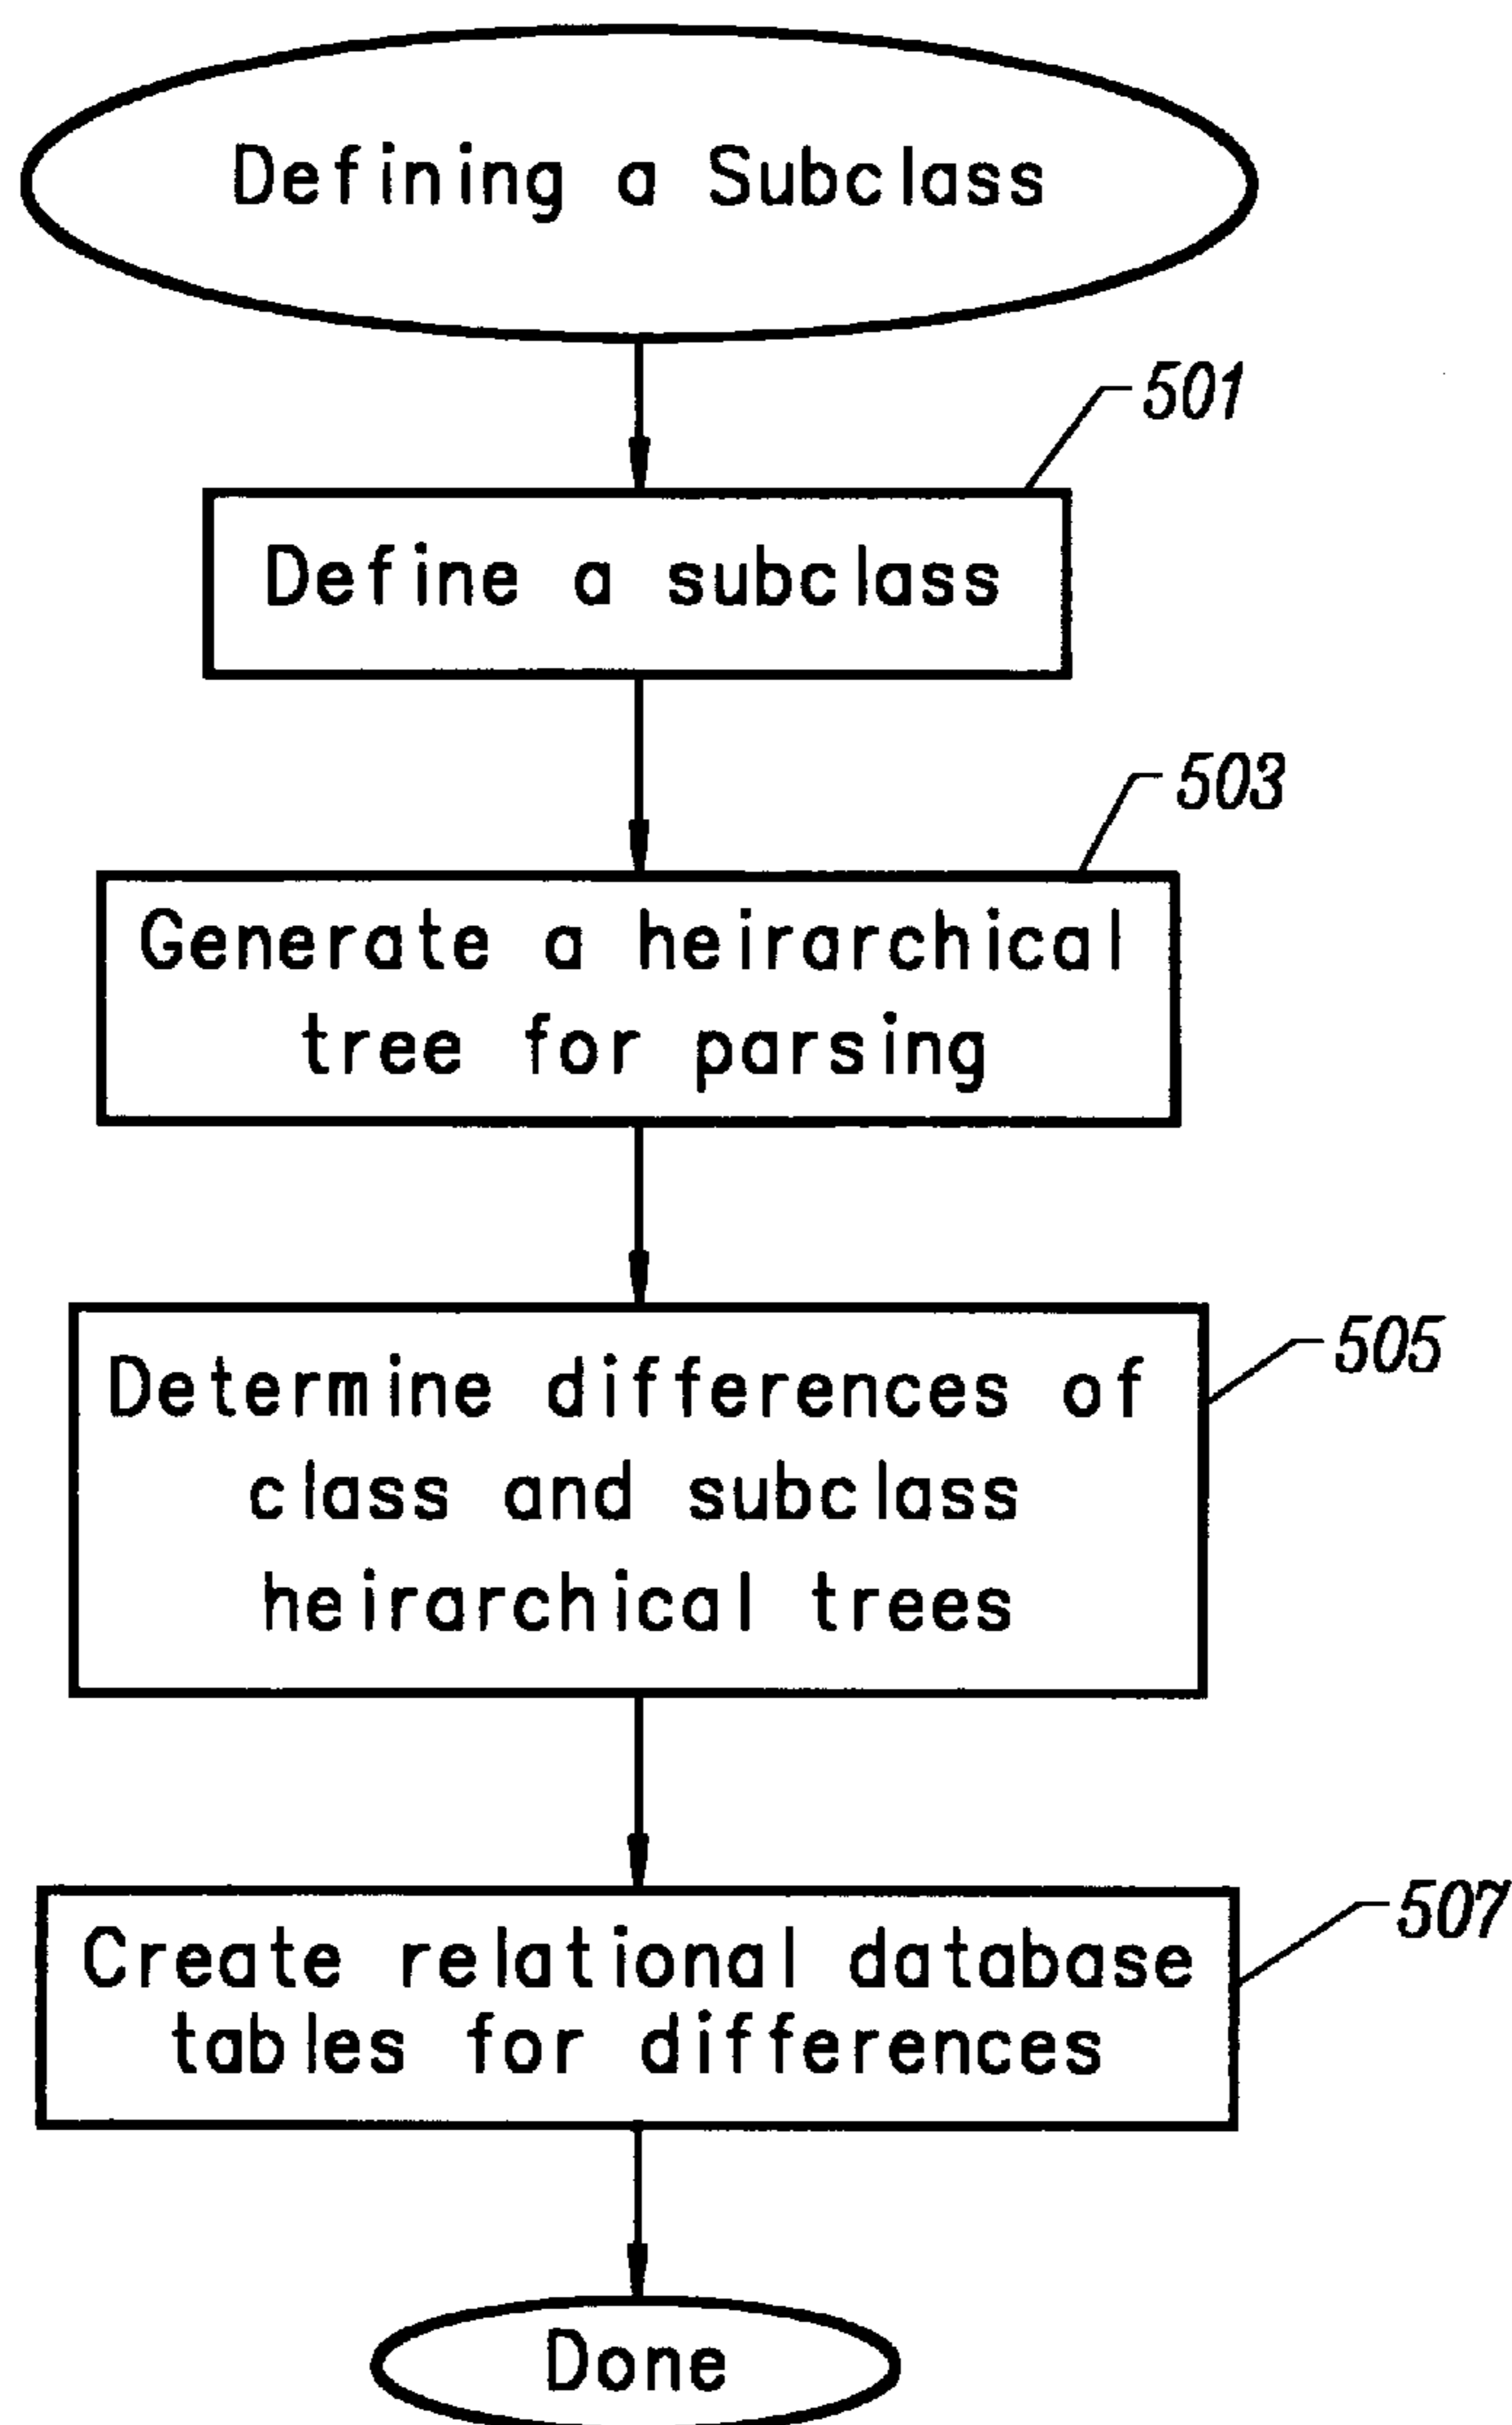 Defining a Subclass
501
Define a subclass
503
Generate a heirarchical
tree for parsing
505
Determine differences of
class and subclass
heirarchical trees
507
Create relational database
tables for differences
Done